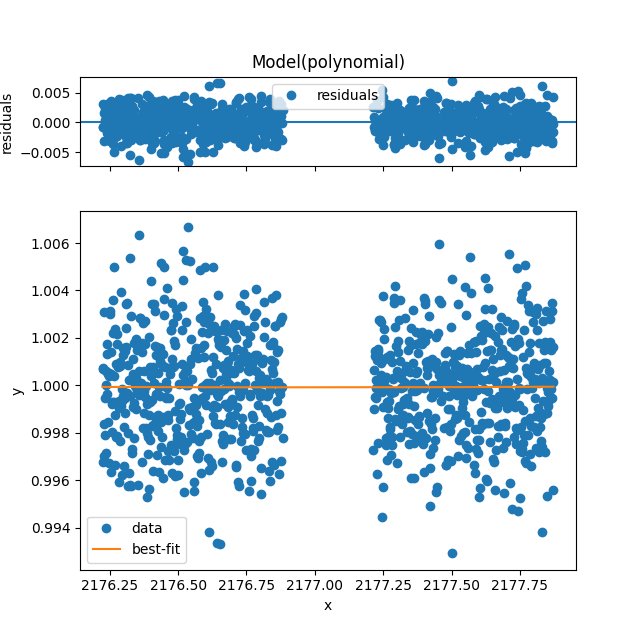 Model(polynomial)
residuals
0.005
0.000
−0.005
residuals
y
1.006
1.004
1.002
1.000
0.998
0.996
0.994
data
best-fit
2176.25 2176.50 2176.75 2177.00 2177.25 2177.50 2177.75
x